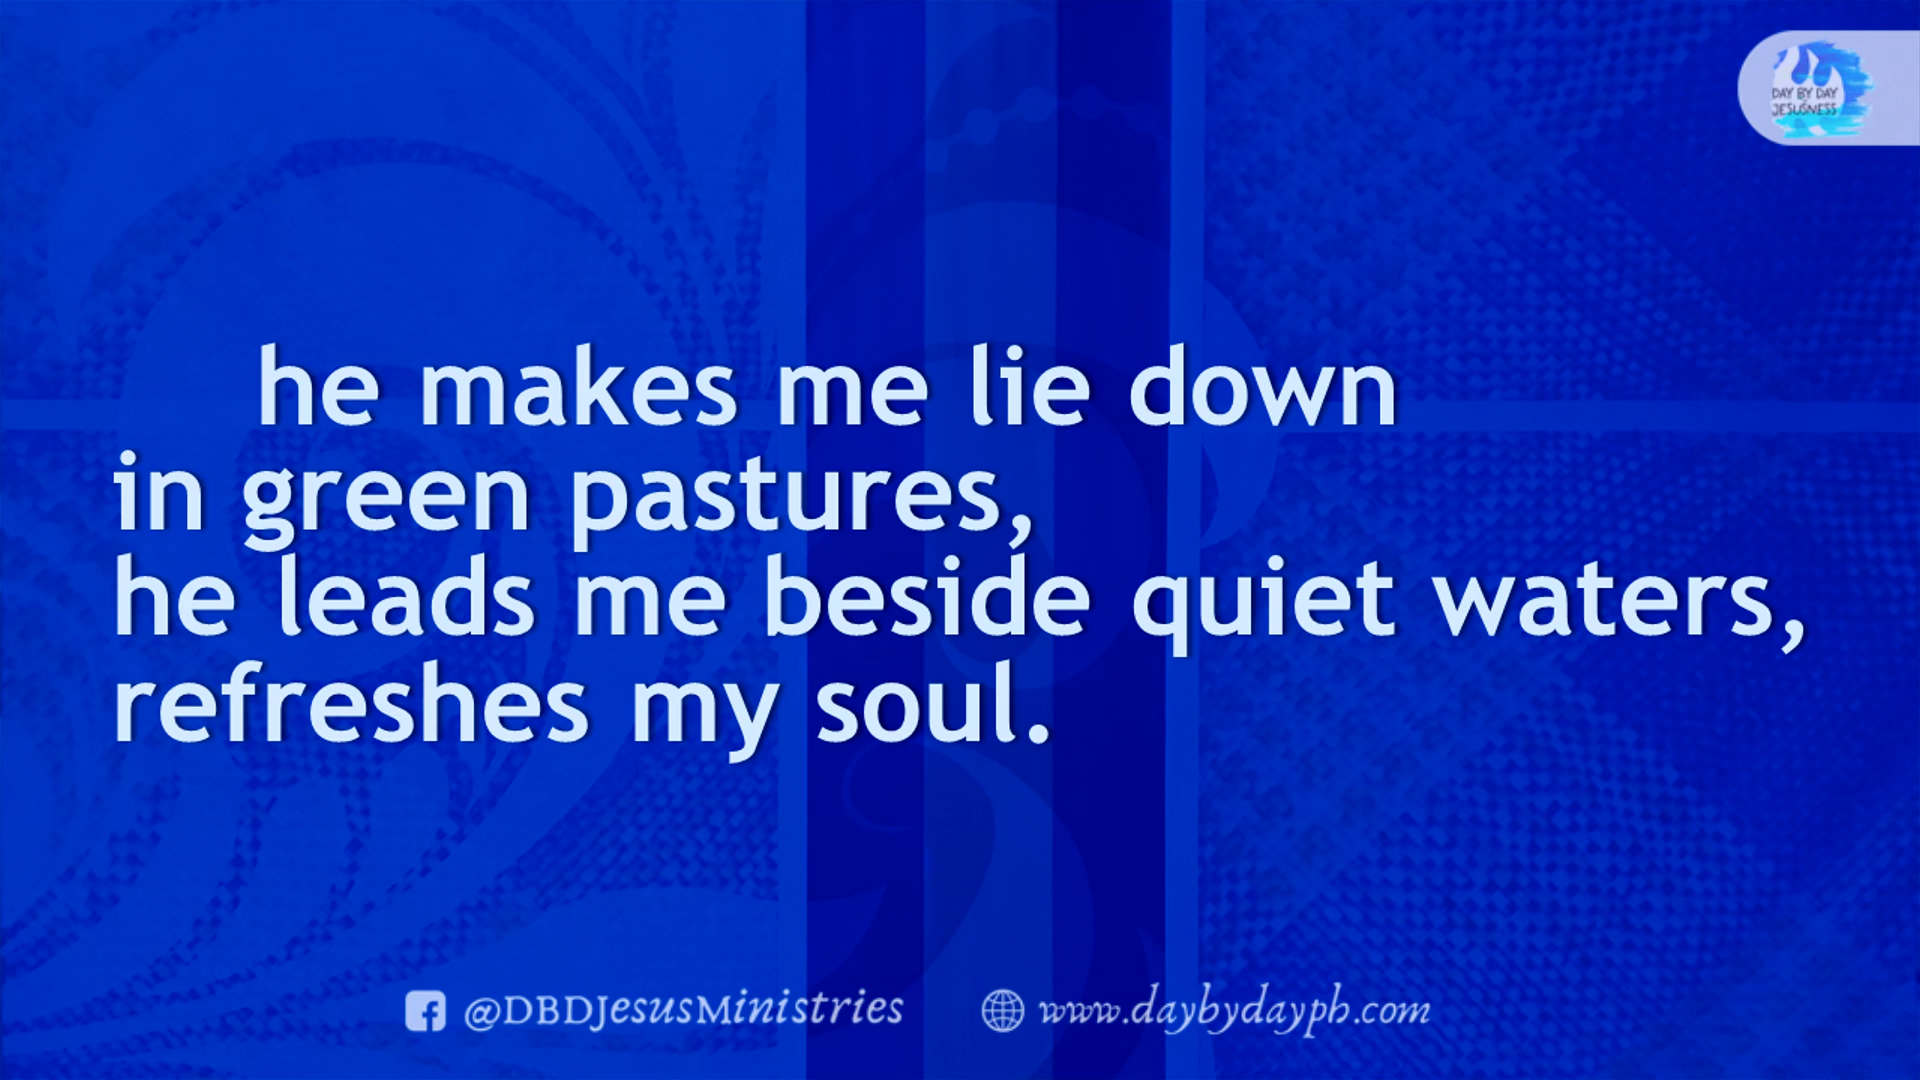 DAY BY DAY
JESUSNESS
he makes me lie down
in green pastures,
he leads me beside quiet waters,
refreshes my soul.
@DBDJesusMinistries
www.daybydayph.com